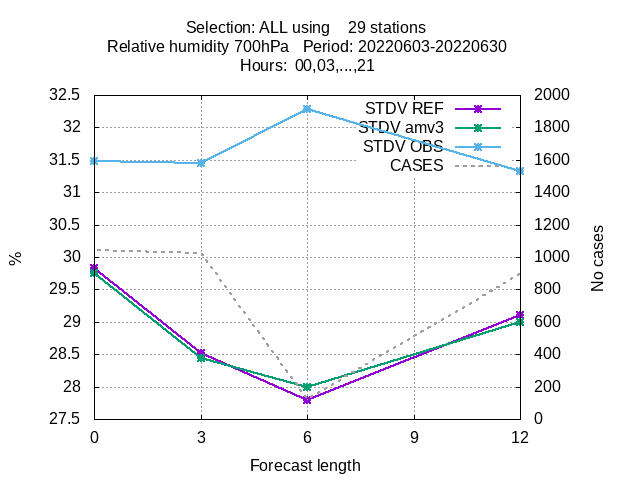 Selection: ALL using 29 stations
Relative humidity 700hPa Period: 20220603-20220630
Hours: 00,03,...,21
32.5
32
31.5
31
30.5
30
29.5
29
28.5
28
27.5
%
STDV REF
STDV amv3
STDV OBS
CASES
2000
1800
1600
1400
1200
1000
800
600
400
200
0
No cases
0 3 6 9 12
Forecast length